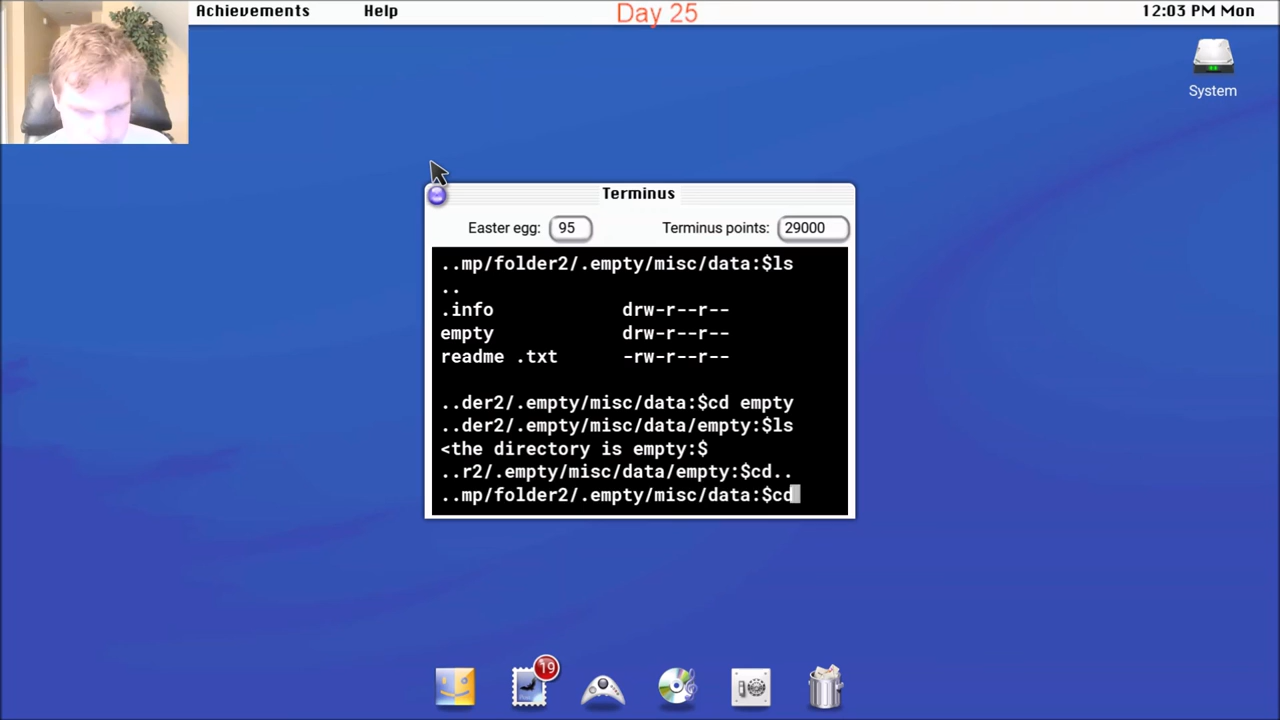 Achievements Help Day 25 12:03 PM Mon
System
Terminus
Easter egg: 95 Terminus points: 29000
..mp/folder2/.empty/misc/data:$ls
..
.info drw-r--r--
empty drw-r--r--
readme .txt -rw-r--r--
..der2/.empty/misc/data:$cd empty
..der2/.empty/misc/data/empty:$ls
<the directory is empty:$
..r2/.empty/misc/data/empty:$cd..
..mp/folder2/.empty/misc/data:$cd
19